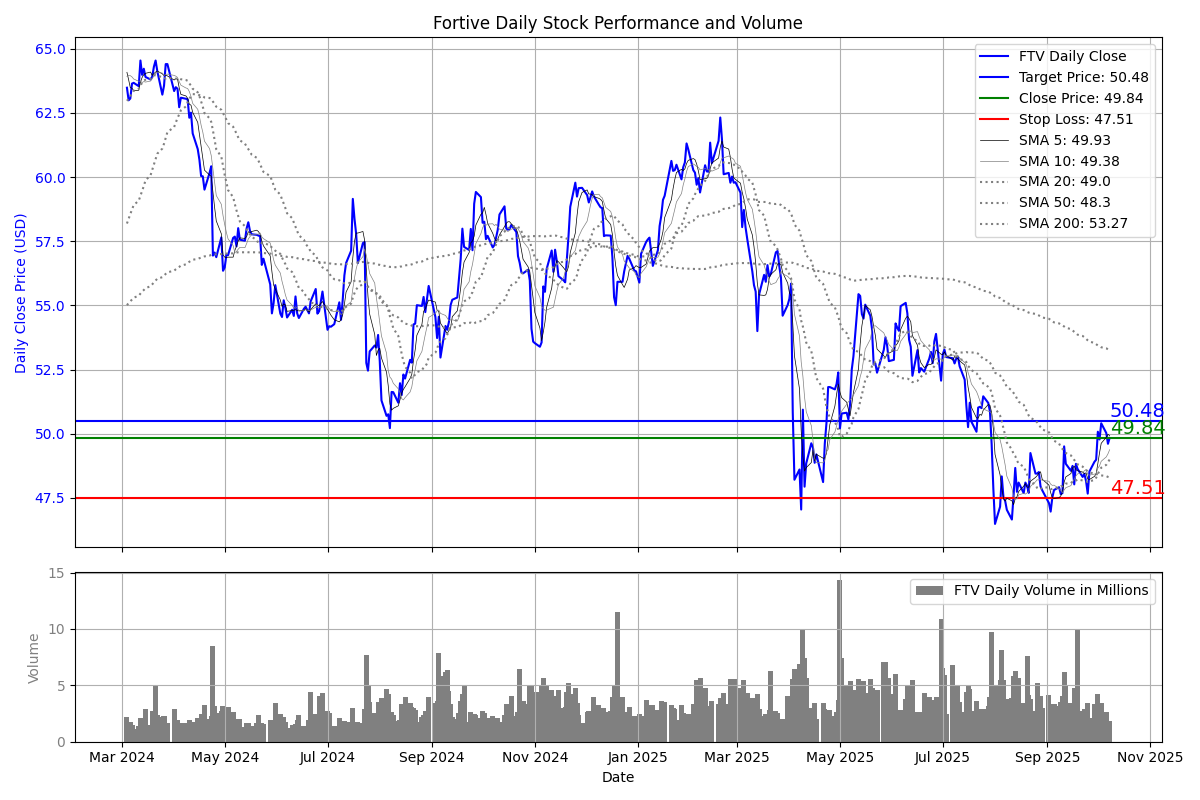 Fortive Daily Stock Performance and Volume
65.0
62.5
60.0
57.5
55.0
52.5
50.0
47.5
Daily Close Price (USD)
FTV Daily Close
Target Price: 50.48
Close Price: 49.84
Stop Loss: 47.51
SMA 5: 49.93
SMA 10: 49.38
SMA 20: 49.0
SMA 50: 48.3
SMA 200: 53.27
50.48
49.84
47.51
15
10
5
0
Volume
FTV Daily Volume in Millions
Mar 2024 May 2024 Jul 2024 Sep 2024 Nov 2024 Jan 2025 Mar 2025 May 2025 Jul 2025 Sep 2025 Nov 2025
Date